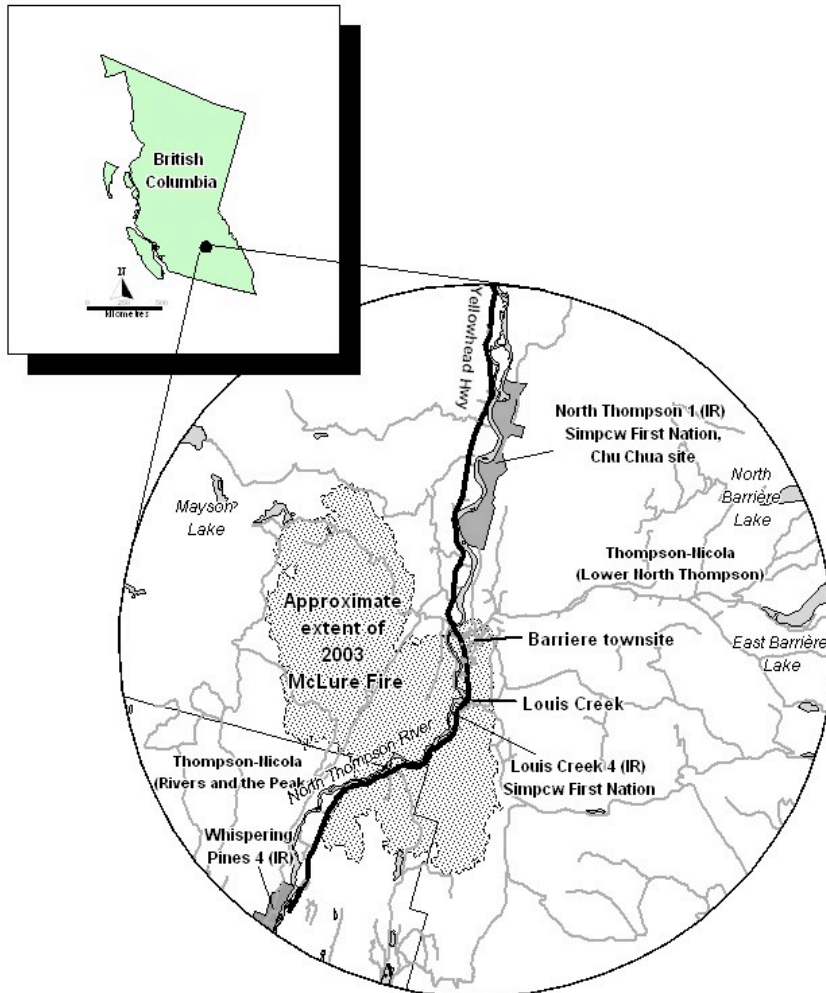 British
Columbia
N
0 250 500
kilometres
Yellowhead Hwy
North Thompson 1 (IR)
Simpcw First Nation,
Chu Chua site
Mayson
Lake
North
Barrière
Lake
Thompson-Nicola
(Lower North Thompson)
Approximate
extent of
2003
McLure Fire
Barriere townsite
East Barrière
Lake
Louis Creek
North Thompson River
Thompson-Nicola
(Rivers and the Peak
Louis Creek 4 (IR)
Simpcw First Nation
Whispering
Pines 4 (IR)